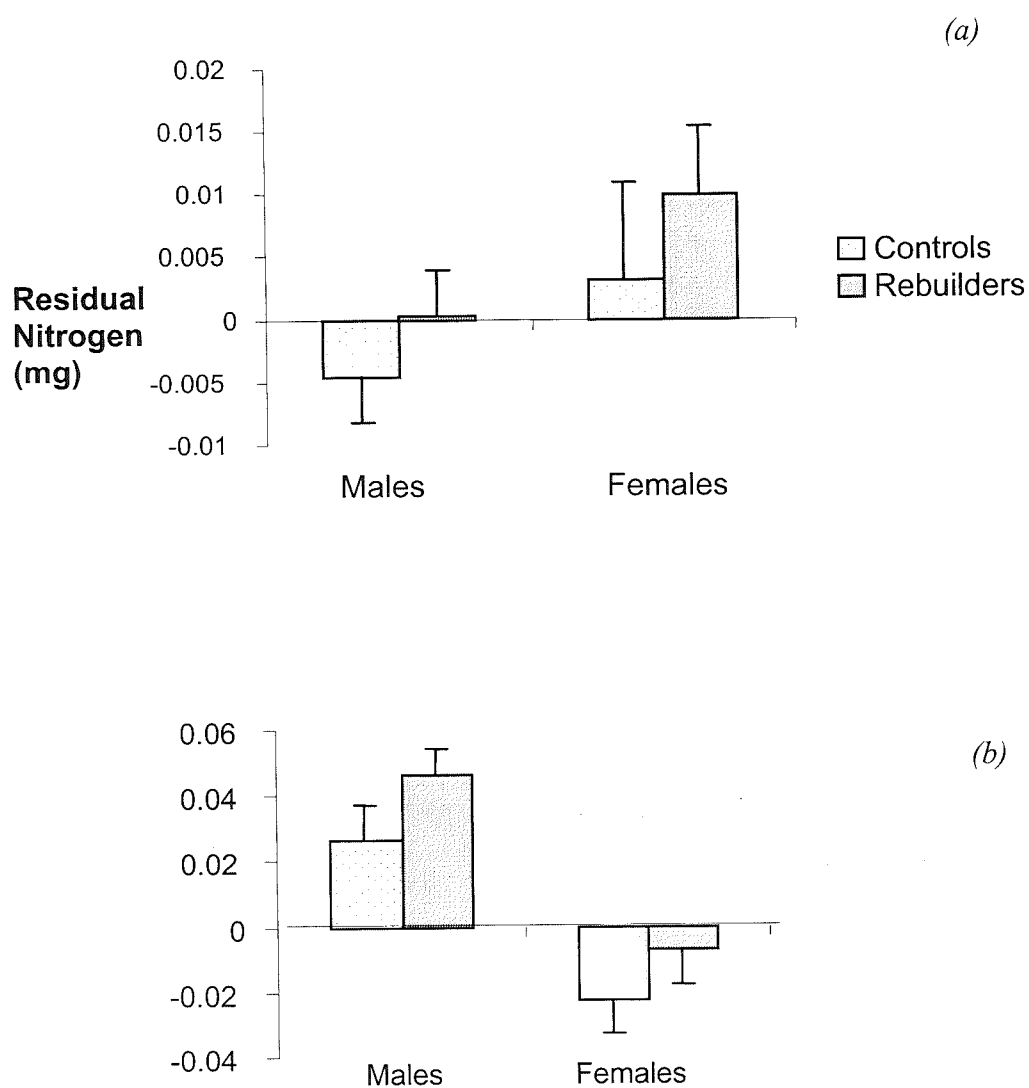 (a)
0.02
0.015
0.01
0.005
0
-0.005
-0.01
Residual
Nitrogen
(mg)
Males
Females
Controls
Rebuilders
(b)
0.06
0.04
0.02
0
-0.02
-0.04
Males
Females